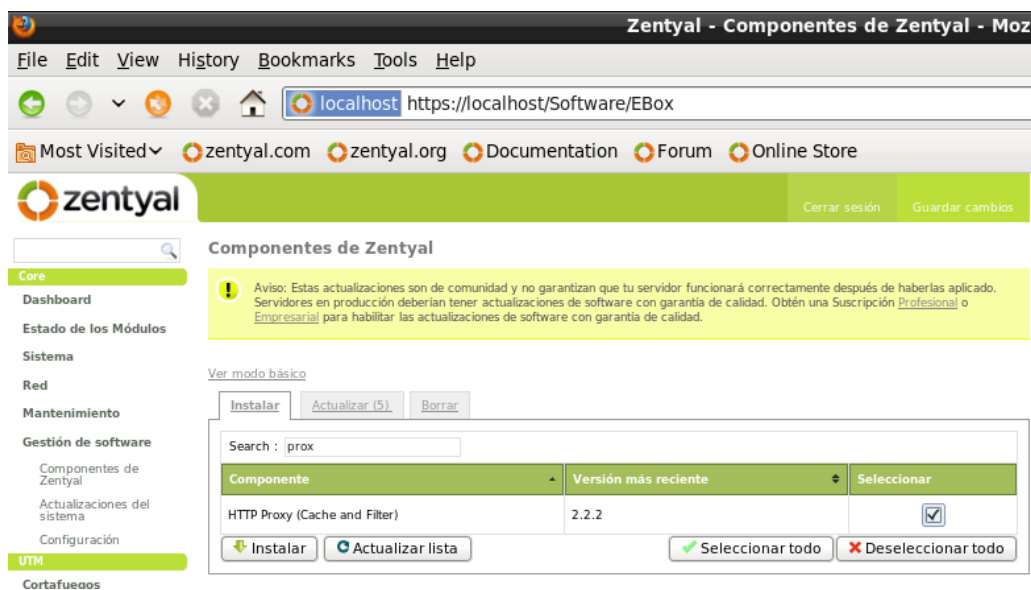 Zentyal - Componentes de Zentyal - Moz
File Edit View History Bookmarks Tools Help
localhost https://localhost/Software/EBox
Most Visited zentyal.com zentyal.org Documentation Forum Online Store
zentyal
Cerrar sesión Guardar cambios
Componentes de Zentyal
Core
Dashboard
Estado de los Módulos
Sistema
Red
Mantenimiento
Gestión de software
Componentes de
Zentyal
Actualizaciones del
sistema
Configuración
UTM
Cortafuegos
Aviso: Estas actualizaciones son de comunidad y no garantizan que tu servidor funcionará correctamente después de haberlas aplicado.
Servidores en producción deberían tener actualizaciones de software con garantía de calidad. Obtén una Suscripción Profesional o
Empresarial para habilitar las actualizaciones de software con garantía de calidad.
Ver modo básico
Instalar Actualizar (5) Borrar
Search : prox
Componente Versión más reciente Seleccionar
HTTP Proxy (Cache and Filter) 2.2.2
Instalar Actualizar lista Seleccionar todo Deseleccionar todo